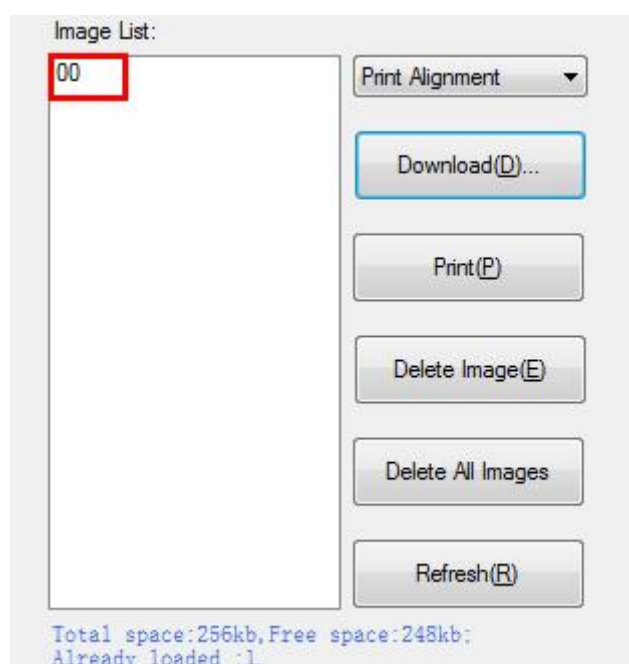 Image List:
00
Print Alignment
Download(D)...
Print(P)
Delete Image(E)
Delete All Images
Refresh(R)
Total space:256kb,Free space:248kb;
Already loaded :1.